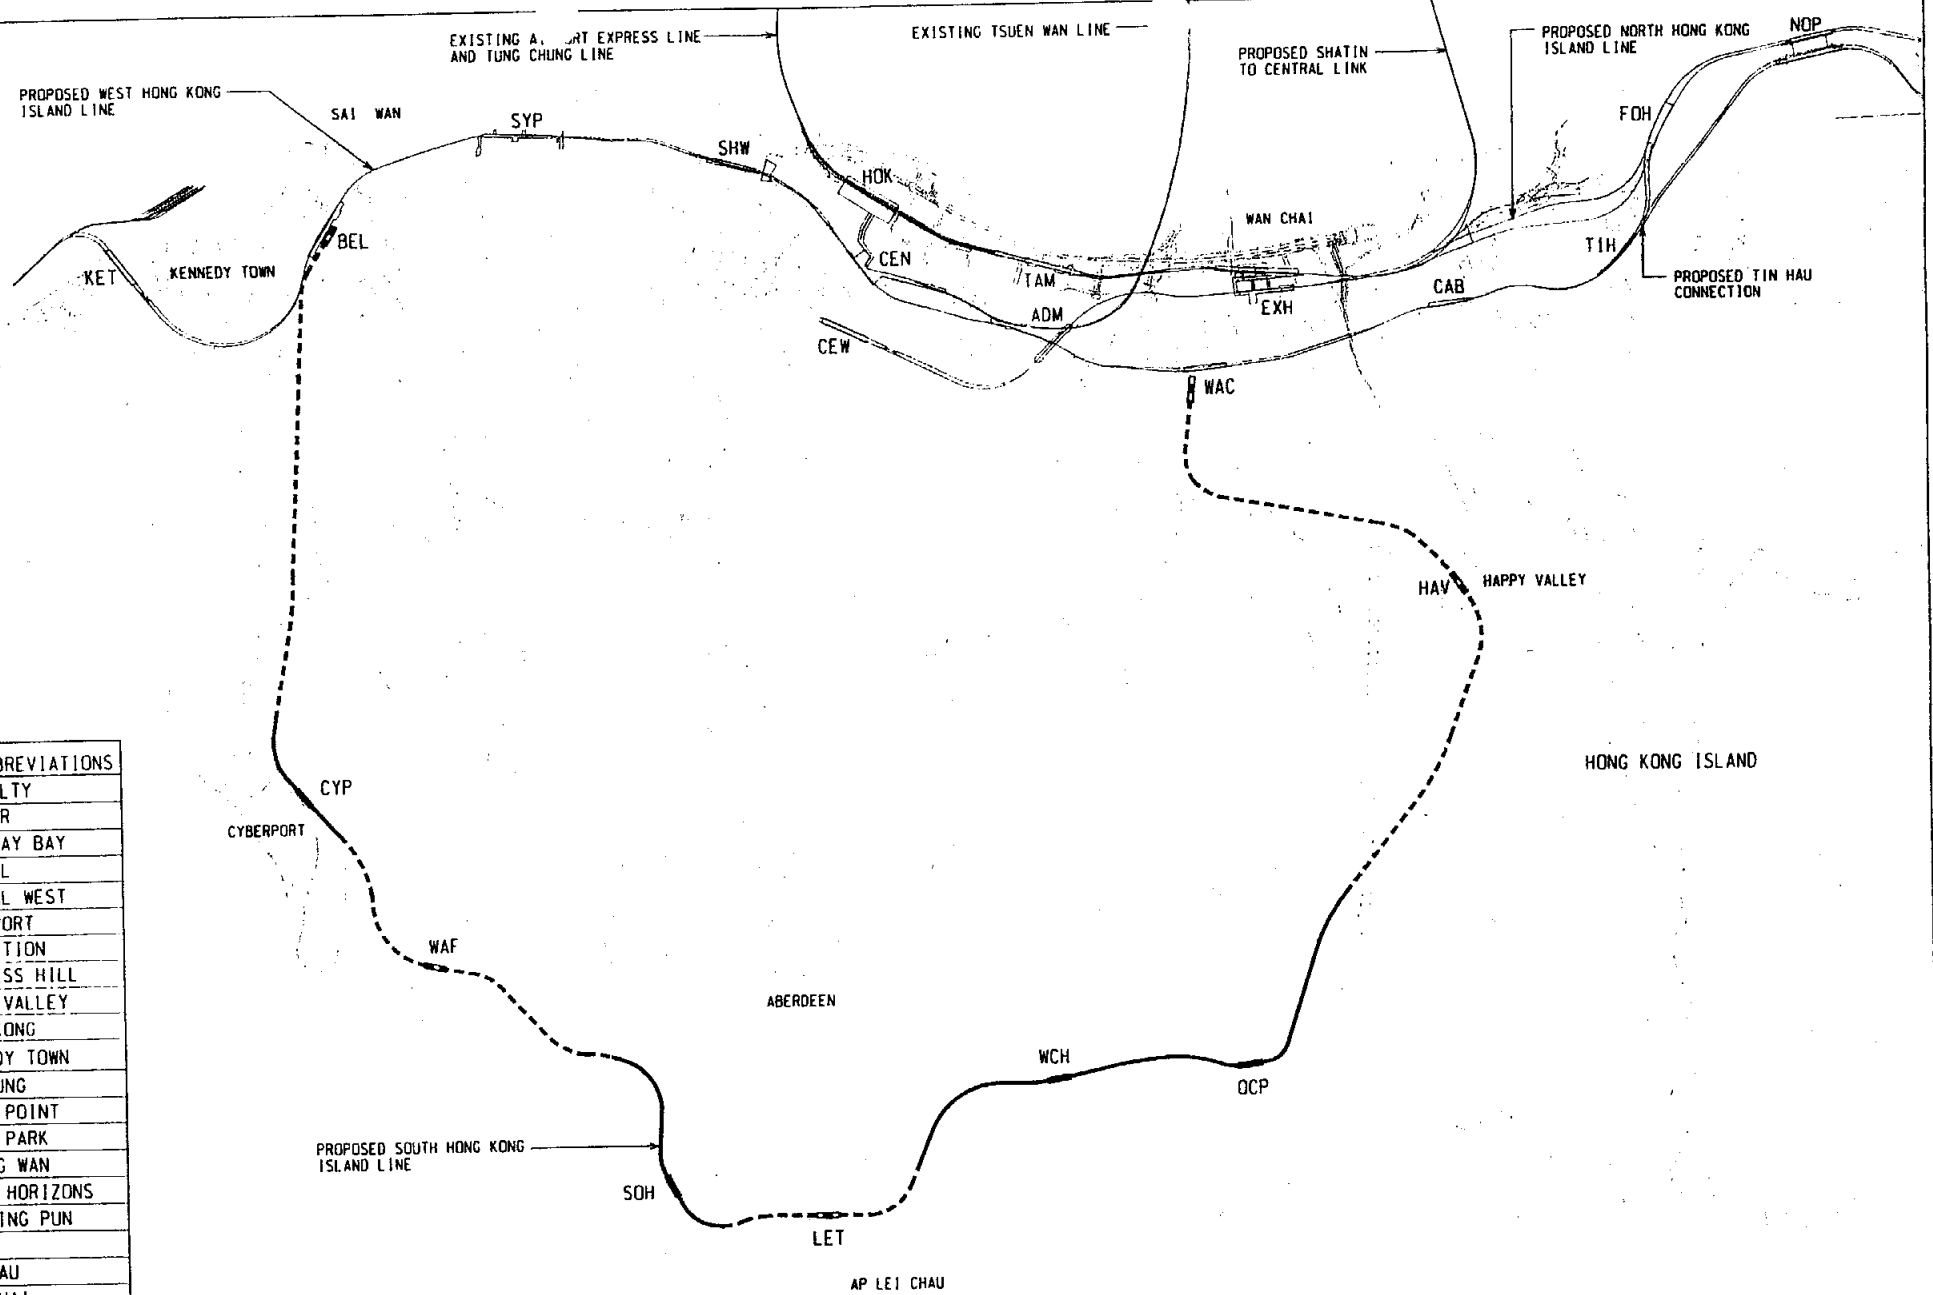 EXISTING A   RT EXPRESS LINE
AND TUNG CHUNG LINE
EXISTING TSUEN WAN LINE
PROPOSED SHATIN
TO CENTRAL LINK
PROPOSED NORTH HONG KONG
ISLAND LINE
NOP
PROPOSED WEST HONG KONG
ISLAND LINE
SAI WAN
SYP
SHW
HOK
FOH
WAN CHAI
BEL
KET
KENNEDY TOWN
CEN
TAM
ADM
EXH
CAB
TIH
PROPOSED TIN HAU
CONNECTION
CEW
WAC
HAV
HAPPY VALLEY
HONG KONG ISLAND
CYP
CYBERPORT
WAF
ABERDEEN
WCH
OCP
PROPOSED SOUTH HONG KONG
ISLAND LINE
SOH
LET
AP LEI CHAU
BREVIATIONS
LTY
R
AY BAY
L
L WEST
ORT
TION
SS HILL
VALLEY
ONG
DY TOWN
UNG
POINT
PARK
G WAN
HORIZONS
ING PUN
AU